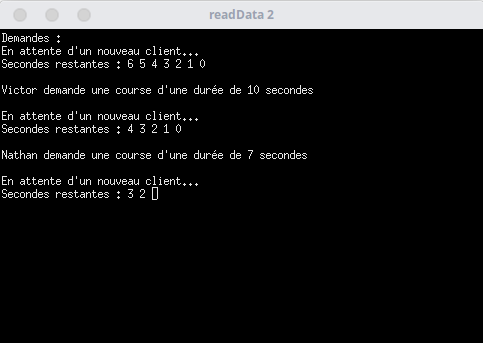 readData 2
Demandes :
En attente d'un nouveau client...
Secondes restantes : 6 5 4 3 2 1 0
Victor demande une course d'une durée de 10 secondes
En attente d'un nouveau client...
Secondes restantes : 4 3 2 1 0
Nathan demande une course d'une durée de 7 secondes
En attente d'un nouveau client...
Secondes restantes : 3 2